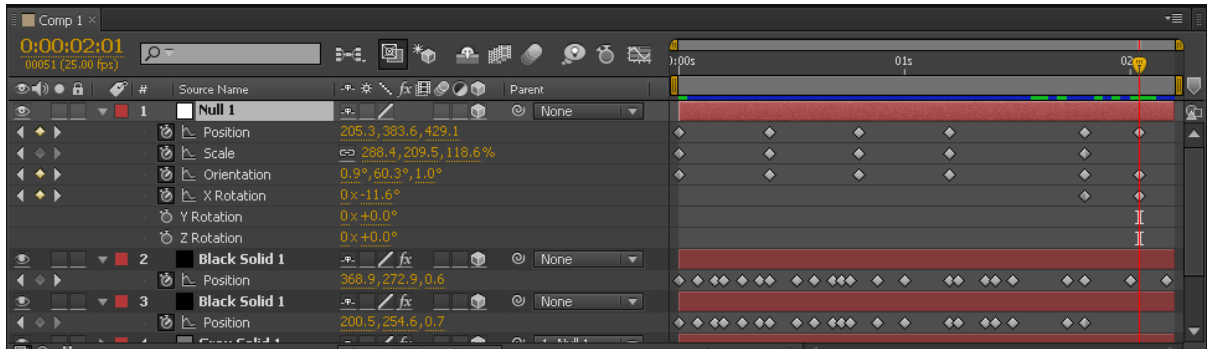 Comp 1 ×
0:00:02:01
00051 (25.00 fps)
):00s 01s 02s
# Source Name fx Parent
1 Null 1 None
Position 205.3,383.6,429.1
Scale 288.4,209.5,118.6%
Orientation 0.9°,60.3°,1.0°
X Rotation 0x-11.6°
Y Rotation 0x+0.0°
Z Rotation 0x+0.0°
2 Black Solid 1 fx None
Position 368.9,272.9,0.6
3 Black Solid 1 fx None
Position 200.5,254.6,0.7